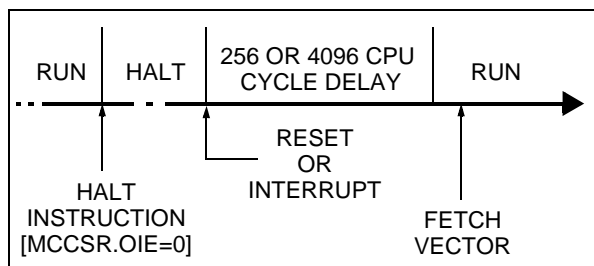 RUN
HALT
256 OR 4096 CPU
CYCLE DELAY
RUN
HALT
INSTRUCTION
[MCCSR.OIE=0]
RESET
OR
INTERRUPT
FETCH
VECTOR